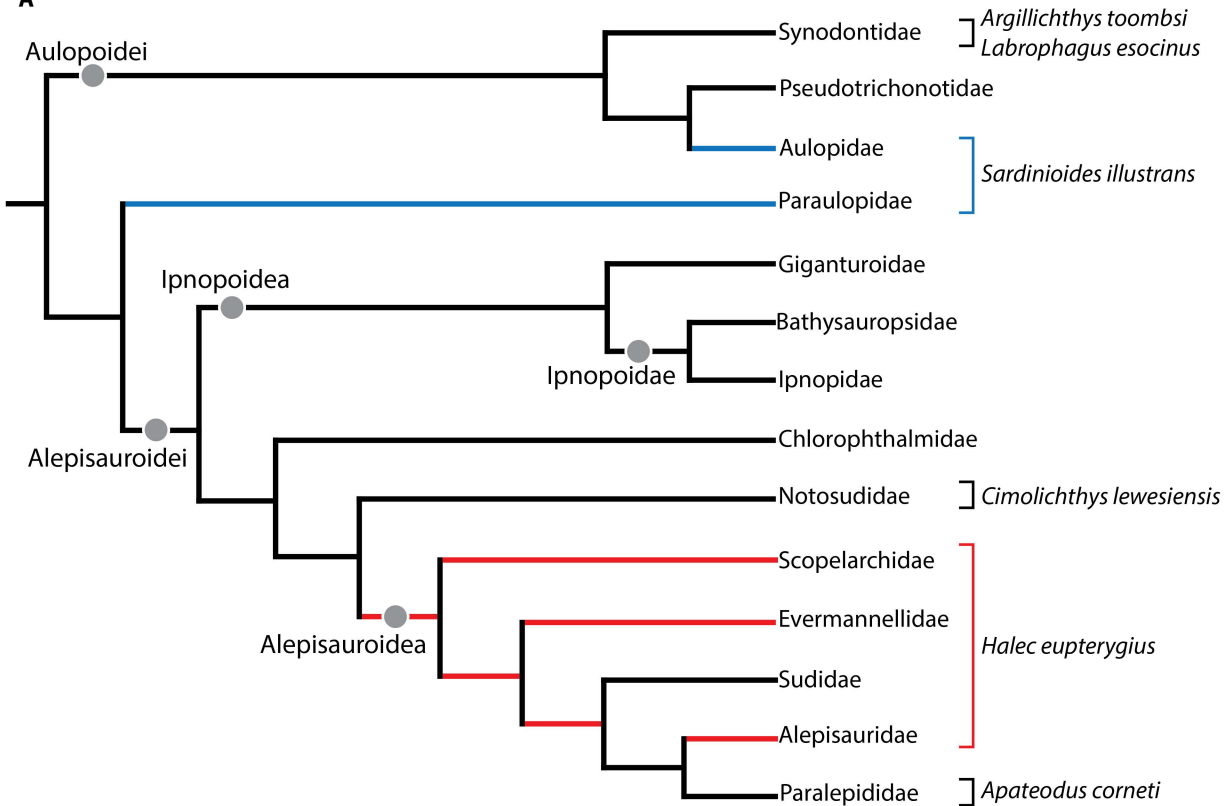 A
Argillichthys toombsi
Synodontidae
Labrophagus esocinus
Aulopoidei
Pseudotrichonotidae
Aulopidae
Sardinioides illustrans
Paraulopidae
Giganturoidae
Ipnopoidea
Bathysauropsidae
Ipnopoidae
Ipnopidae
Chlorophthalmidae
Alepisauroidei
Notosudidae
Cimolichthys lewesiensis
Scopelarchidae
Evermannellidae
Alepisauroidea
Halec eupterygius
Sudidae
Alepisauridae
Paralepididae
Apateodus corneti